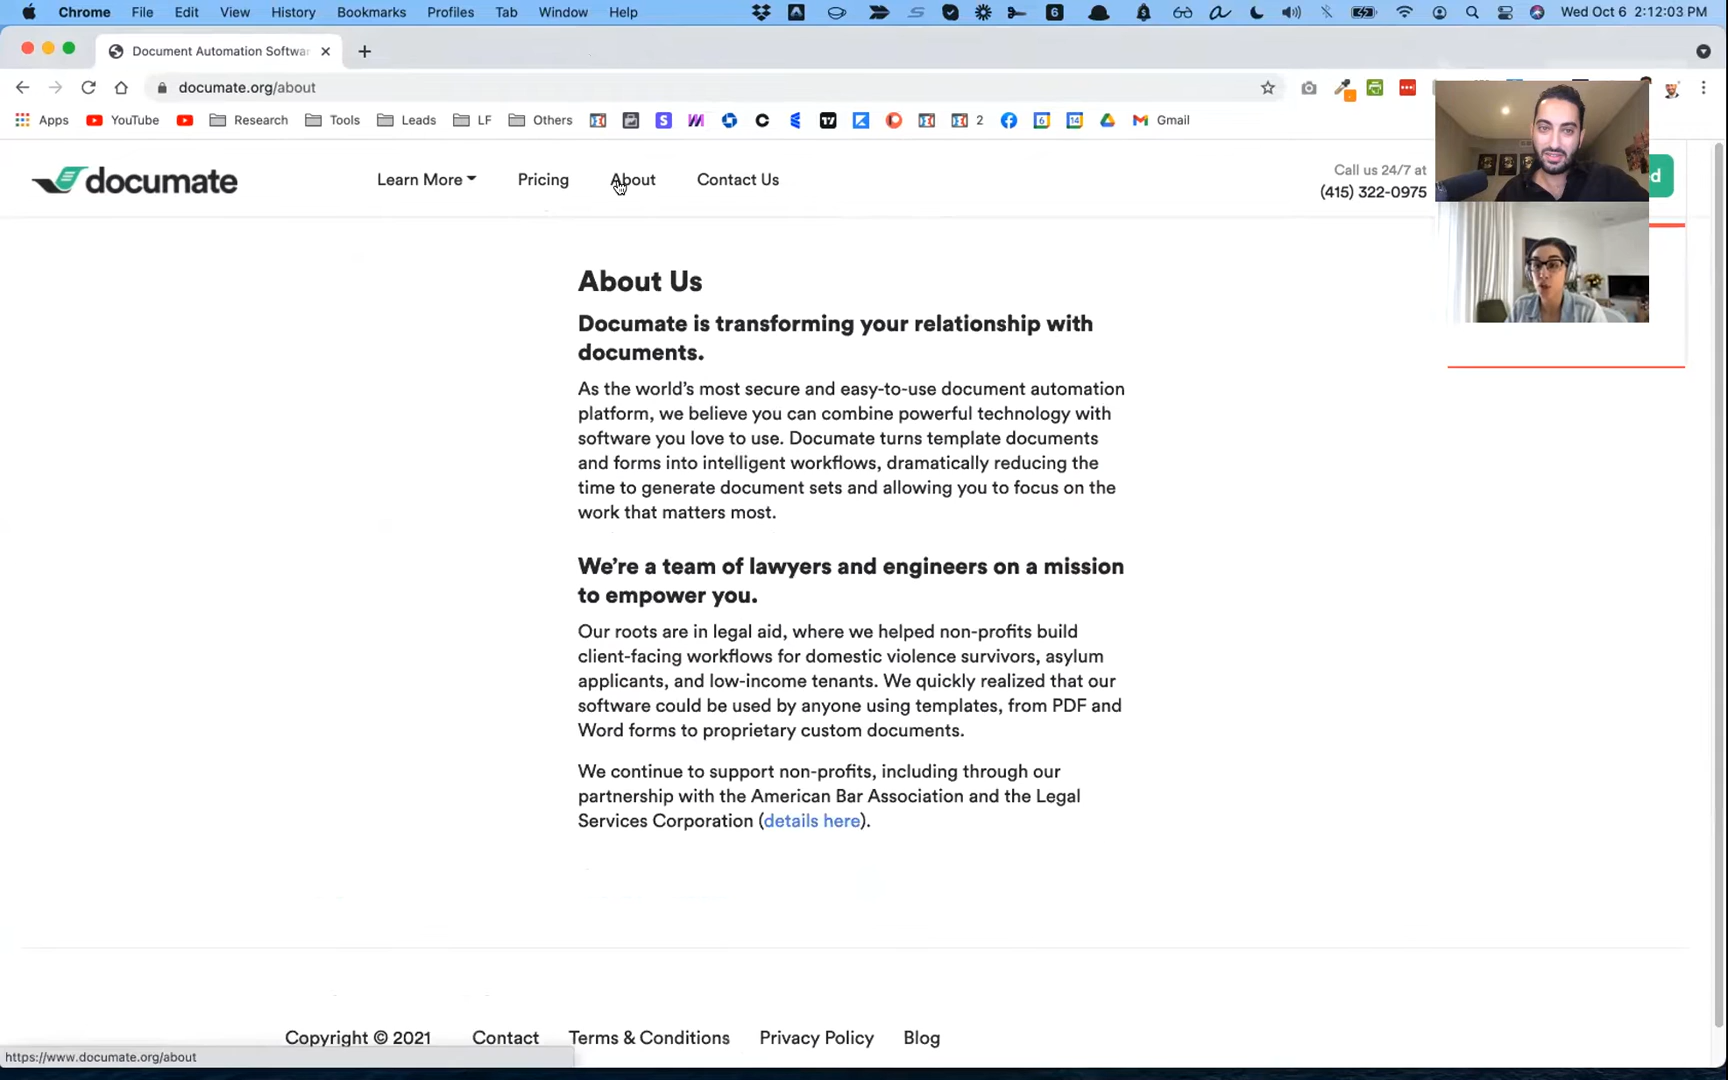 Chrome File Edit View History Bookmarks Profiles Tab Window Help 6 Wed Oct 6 2:12:03 PM
Document Automation Softwar
documate.org/about
Apps YouTube Research Tools Leads LF Others 2 6 14 Gmail
documate Learn More Pricing About Contact Us
Call us 24/7 at
(415) 322-0975
About Us
Documate is transforming your relationship with
documents.
As the world's most secure and easy-to-use document automation
platform, we believe you can combine powerful technology with
software you love to use. Documate turns template documents
and forms into intelligent workflows, dramatically reducing the
time to generate document sets and allowing you to focus on the
work that matters most.
We're a team of lawyers and engineers on a mission
to empower you.
Our roots are in legal aid, where we helped non-profits build
client-facing workflows for domestic violence survivors, asylum
applicants, and low-income tenants. We quickly realized that our
software could be used by anyone using templates, from PDF and
Word forms to proprietary custom documents.
We continue to support non-profits, including through our
partnership with the American Bar Association and the Legal
Services Corporation (details here).
Copyright © 2021 Contact Terms & Conditions Privacy Policy Blog
https://www.documate.org/about